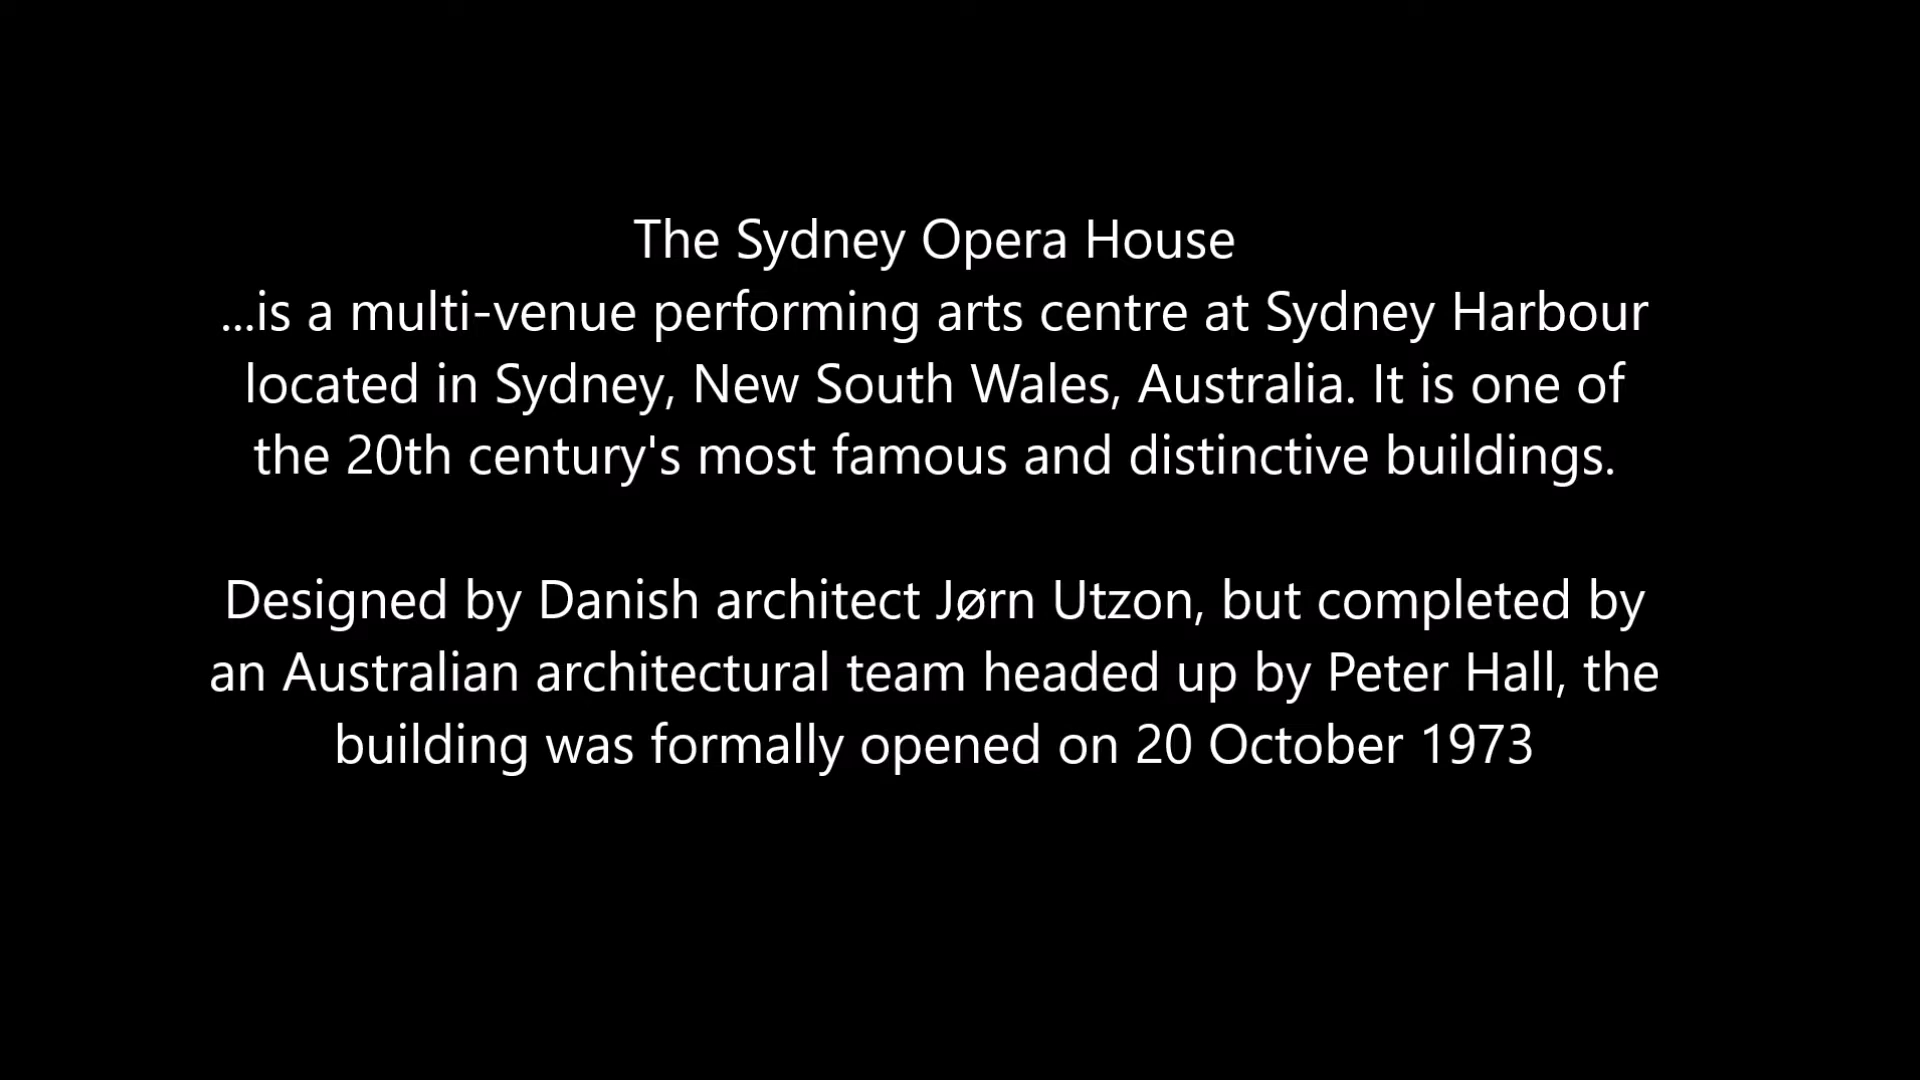 The Sydney Opera House
...is a multi-venue performing arts centre at Sydney Harbour
located in Sydney, New South Wales, Australia. It is one of
the 20th century's most famous and distinctive buildings.
Designed by Danish architect Jørn Utzon, but completed by
an Australian architectural team headed up by Peter Hall, the
building was formally opened on 20 October 1973